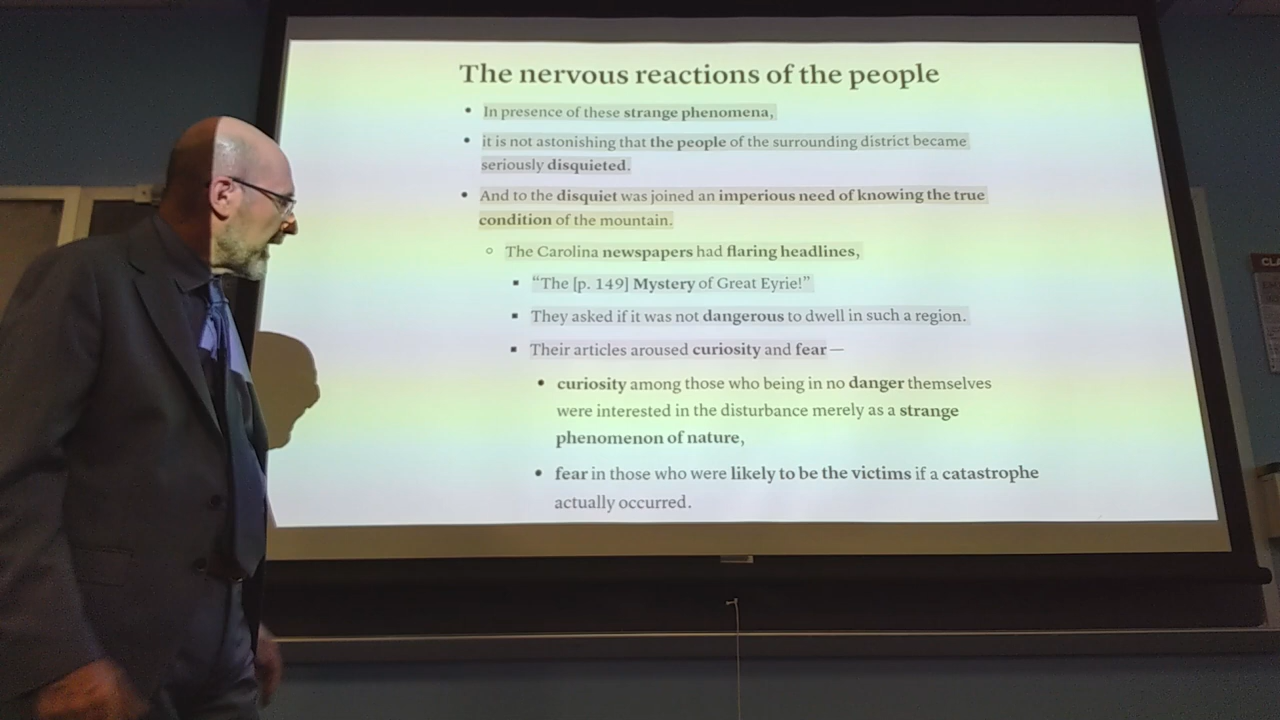 The nervous reactions of the people
• In presence of these strange phenomena,
• it is not astonishing that the people of the surrounding district became
seriously disquieted.
• And to the disquiet was joined an imperious need of knowing the true
condition of the mountain.
◦ The Carolina newspapers had flaring headlines,
▪ “The [p. 149] Mystery of Great Eyrie!”
▪ They asked if it was not dangerous to dwell in such a region.
▪ Their articles aroused curiosity and fear—
• curiosity among those who being in no danger themselves
were interested in the disturbance merely as a strange
phenomenon of nature,
• fear in those who were likely to be the victims if a catastrophe
actually occurred.